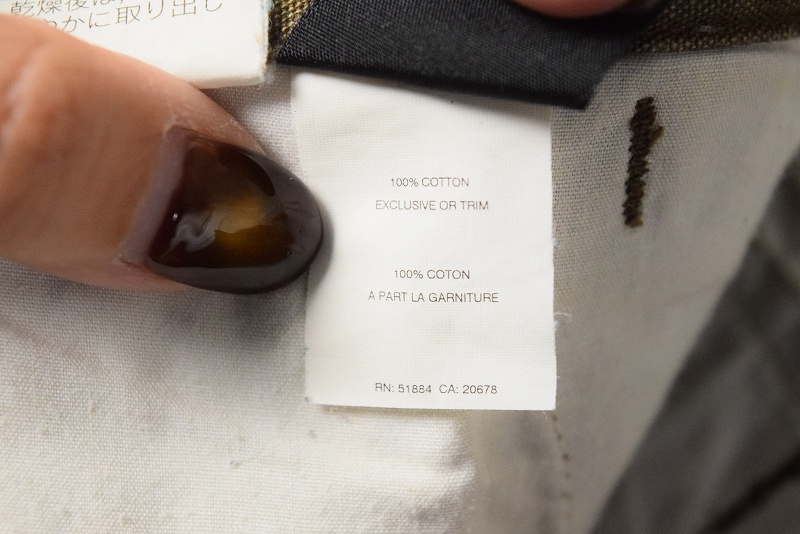 乾燥後は
やかに取り出し
100% COTTON
EXCLUSIVE OR TRIM
100% COTON
A PART LA GARNITURE
RN: 51884 CA: 20678